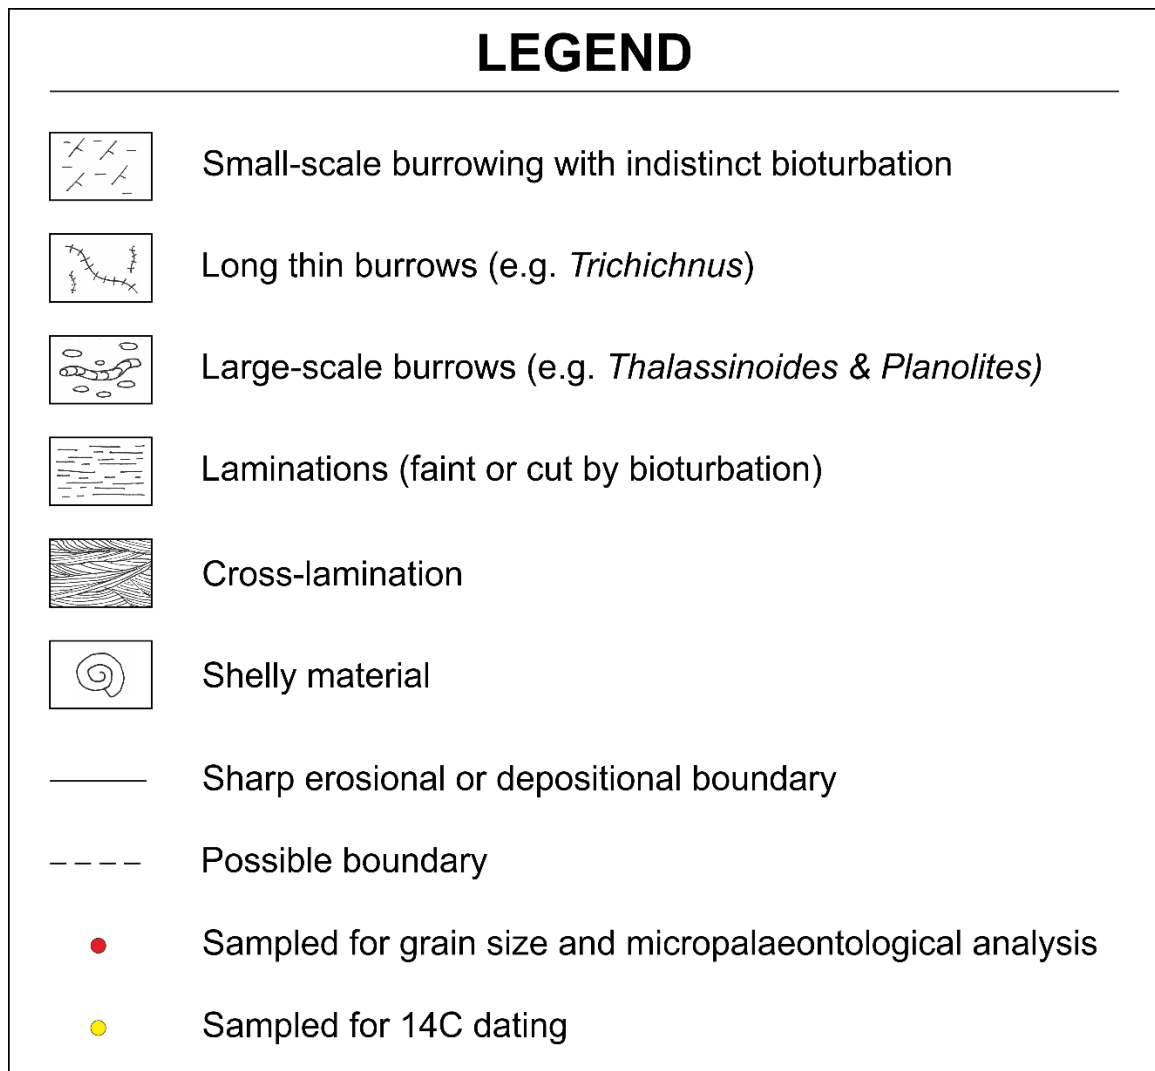 LEGEND
Small-scale burrowing with indistinct bioturbation
Long thin burrows (e.g. Trichichnus)
Large-scale burrows (e.g. Thalassinoides & Planolites)
Laminations (faint or cut by bioturbation)
Cross-lamination
Shelly material
Sharp erosional or depositional boundary
Possible boundary
Sampled for grain size and micropalaeontological analysis
Sampled for 14C dating